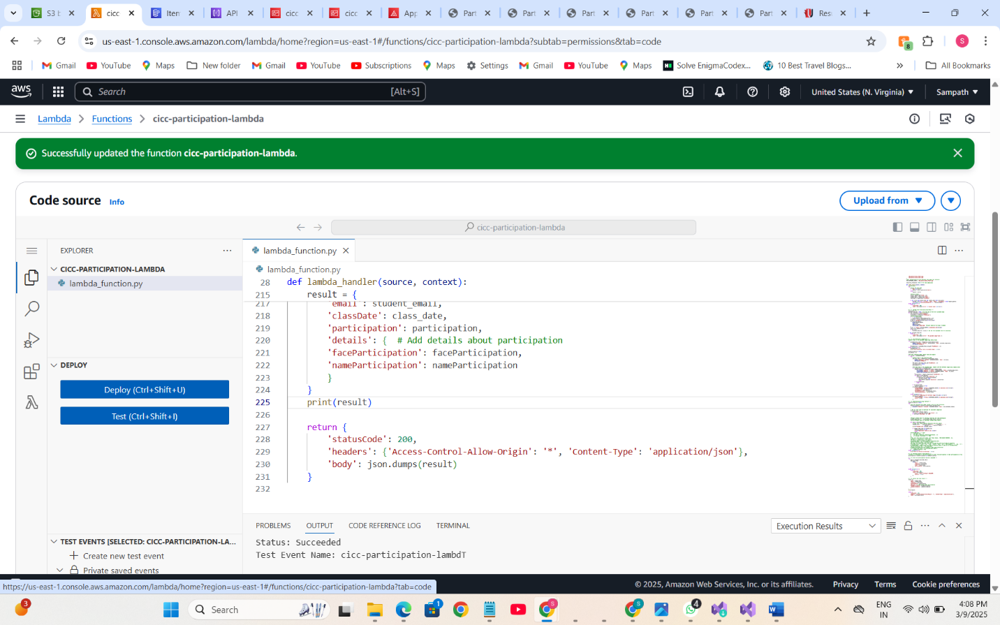 S3 b
cicc
Item
API
cicc
cicc
App
Part
Part
Part
Part
Part
Part
Resu
us-east-1.console.aws.amazon.com/lambda/home?region=us-east-1#/functions/cicc-participation-lambda?subtab=permissions&tab=code
8
S
Gmail
YouTube
Maps
New folder
Gmail
YouTube
Subscriptions
Maps
Settings
Gmail
YouTube
Maps
Solve EnigmaCodex...
10 Best Travel Blogs...
»
All Bookmarks
aws
Search
[Alt+S]
United States (N. Virginia)
Sampath
Lambda > Functions > cicc-participation-lambda
Successfully updated the function cicc-participation-lambda.
Code source
Info
Upload from
cicc-participation-lambda
EXPLORER
CICC-PARTICIPATION-LAMBDA
lambda_function.py
DEPLOY
Deploy (Ctrl+Shift+U)
Test (Ctrl+Shift+I)
TEST EVENTS [SELECTED: CICC-PARTICIPATION-LA...
Create new test event
Private saved events
lambda_function.py
lambda_function.py
28 def lambda_handler(source, context):
215 result = {
217 'email': student_email,
218 'classDate': class_date,
219 'participation': participation,
220 'details': { # Add details about participation
221 'faceParticipation': faceParticipation,
222 'nameParticipation': nameParticipation
223 }
224 }
225 print(result)
226
227 return {
228 'statusCode': 200,
229 'headers': {'Access-Control-Allow-Origin': '*', 'Content-Type': 'application/json'},
230 'body': json.dumps(result)
231 }
232
PROBLEMS
OUTPUT
CODE REFERENCE LOG
TERMINAL
Execution Results
Status: Succeeded
Test Event Name: cicc-participation-lambdT
https://us-east-1.console.aws.amazon.com/lambda/home?region=us-east-1#/functions/cicc-participation-lambda?tab=code
© 2025, Amazon Web Services, Inc. or its affiliates.
Privacy
Terms
Cookie preferences
3
Search
1
S
S
4
ENG
IN
4:08 PM
3/9/2025